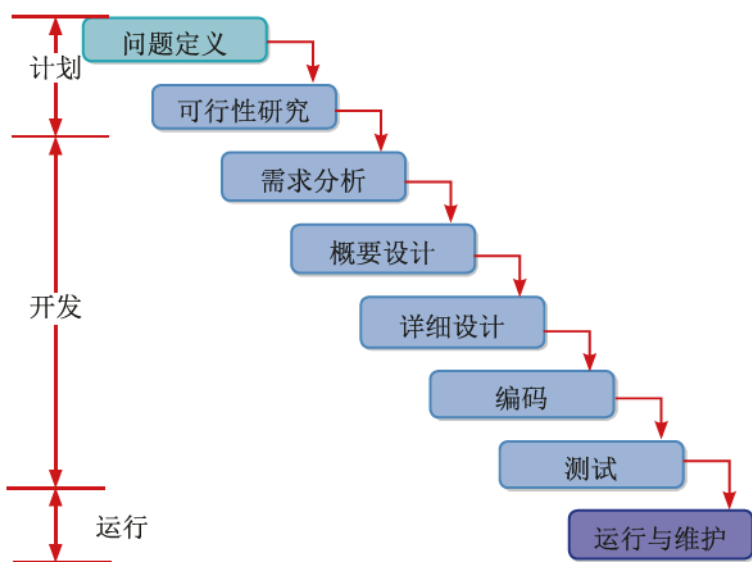 问题定义
计划
可行性研究
需求分析
概要设计
开发
详细设计
编码
测试
运行
运行与维护